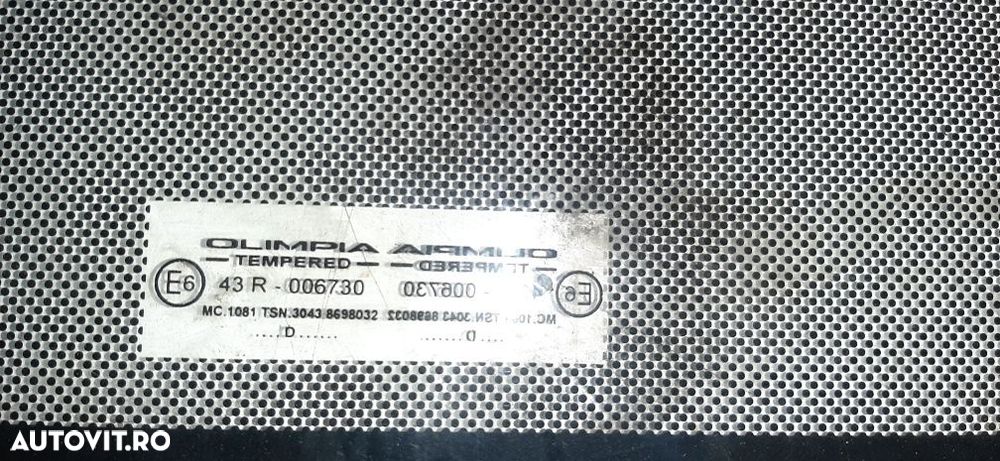 OLIMPIA
TEMPERED
E6 43 R - 006730
MC.1081 TSN.3043 8698032
....D......
AUTOVIT.RO